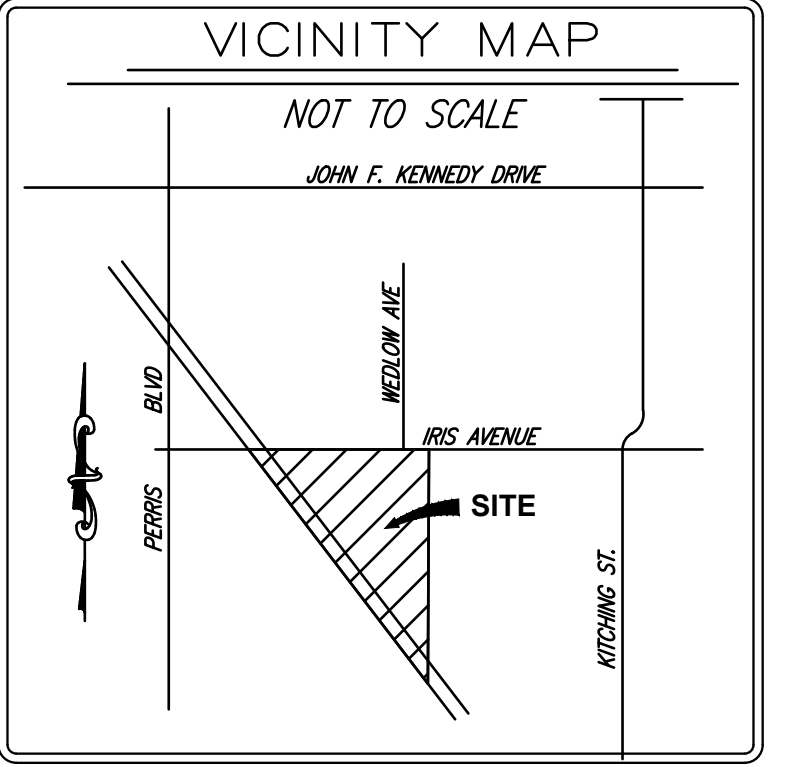 VICINITY MAP
NOT TO SCALE
JOHN F. KENNEDY DRIVE
WEDLOW AVE
PERRIS BLVD
IRIS AVENUE
SITE
KITCHING ST.